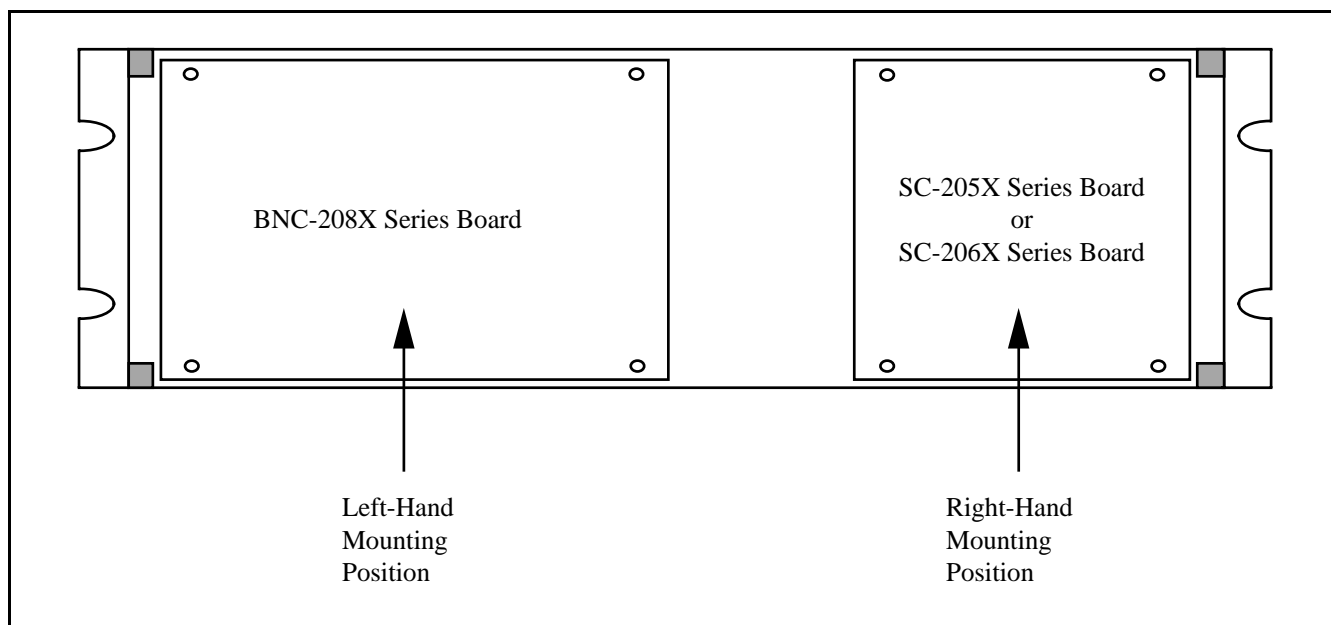 BNC-208X Series Board
SC-205X Series Board
or
SC-206X Series Board
Left-Hand
Mounting
Position
Right-Hand
Mounting
Position